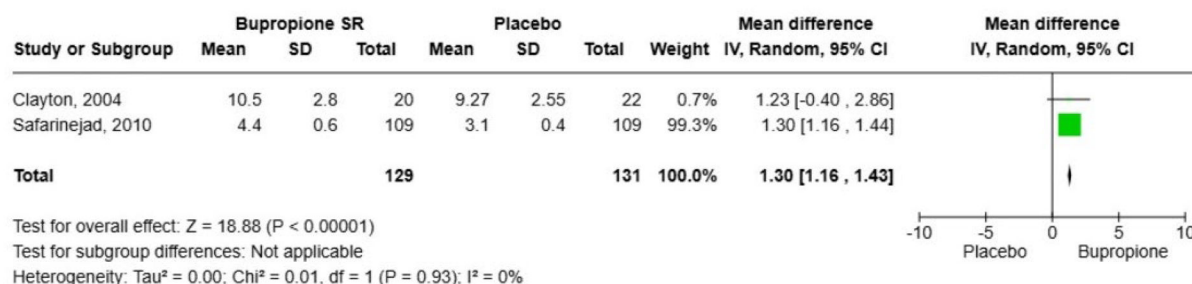 Bupropione SR Placebo Mean difference Mean difference
Study or Subgroup Mean SD Total Mean SD Total Weight IV, Random, 95% CI IV, Random, 95% CI
Clayton, 2004 10.5 2.8 20 9.27 2.55 22 0.7% 1.23 [-0.40 , 2.86]
Safarinejad, 2010 4.4 0.6 109 3.1 0.4 109 99.3% 1.30 [1.16 , 1.44]
Total 129 131 100.0% 1.30 [1.16 , 1.43]
Test for overall effect: Z = 18.88 (P < 0.00001)
Test for subgroup differences: Not applicable
Heterogeneity: Tau² = 0.00; Chi² = 0.01, df = 1 (P = 0.93); I² = 0%
-10 -5 0 5 10
Placebo Bupropione